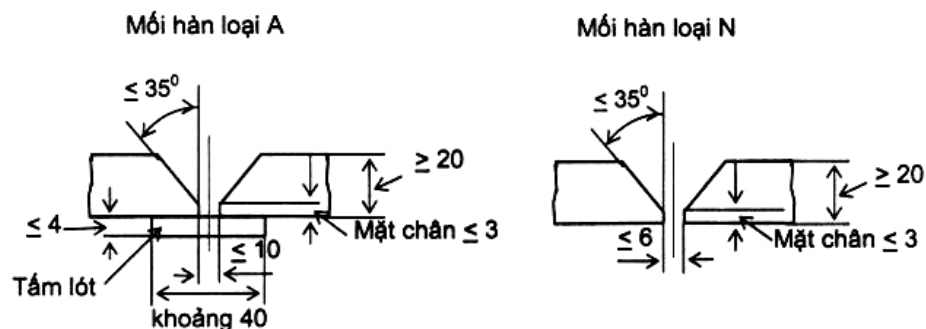 Mối hàn loại A
≤ 35⁰
≥ 20
≤ 4
Mặt chân ≤ 3
≤ 10
Tấm lót
khoảng 40
Mối hàn loại N
≤ 35⁰
≥ 20
≤ 6
Mặt chân ≤ 3